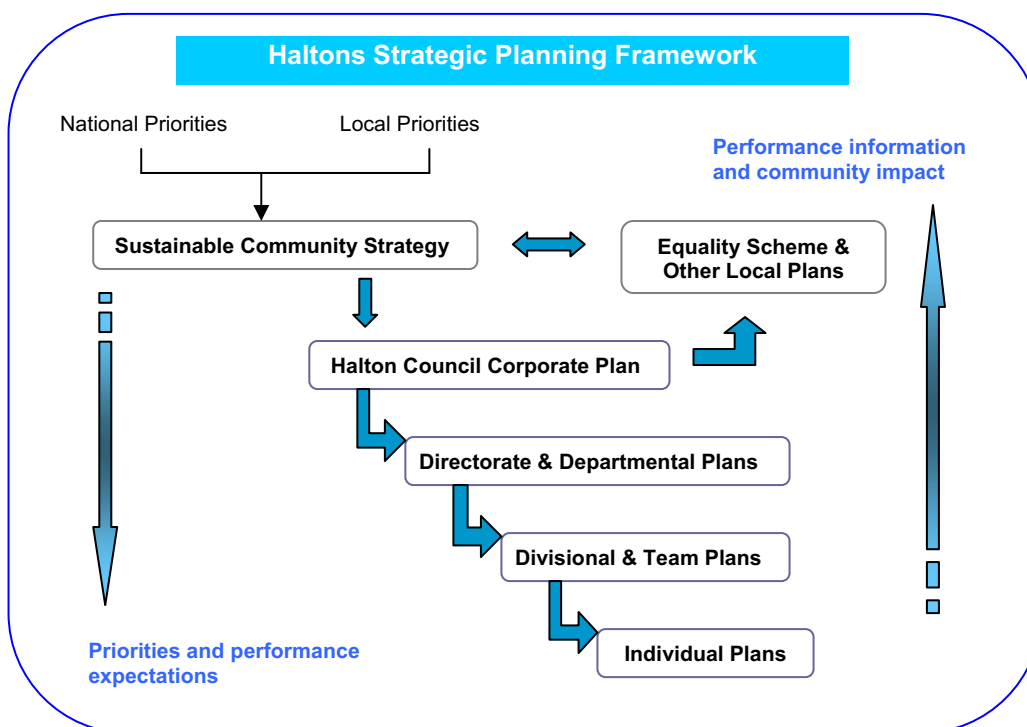 Haltons Strategic Planning Framework
National Priorities
Local Priorities
Performance information
and community impact
Sustainable Community Strategy
Equality Scheme &
Other Local Plans
Halton Council Corporate Plan
Directorate & Departmental Plans
Divisional & Team Plans
Individual Plans
Priorities and performance
expectations